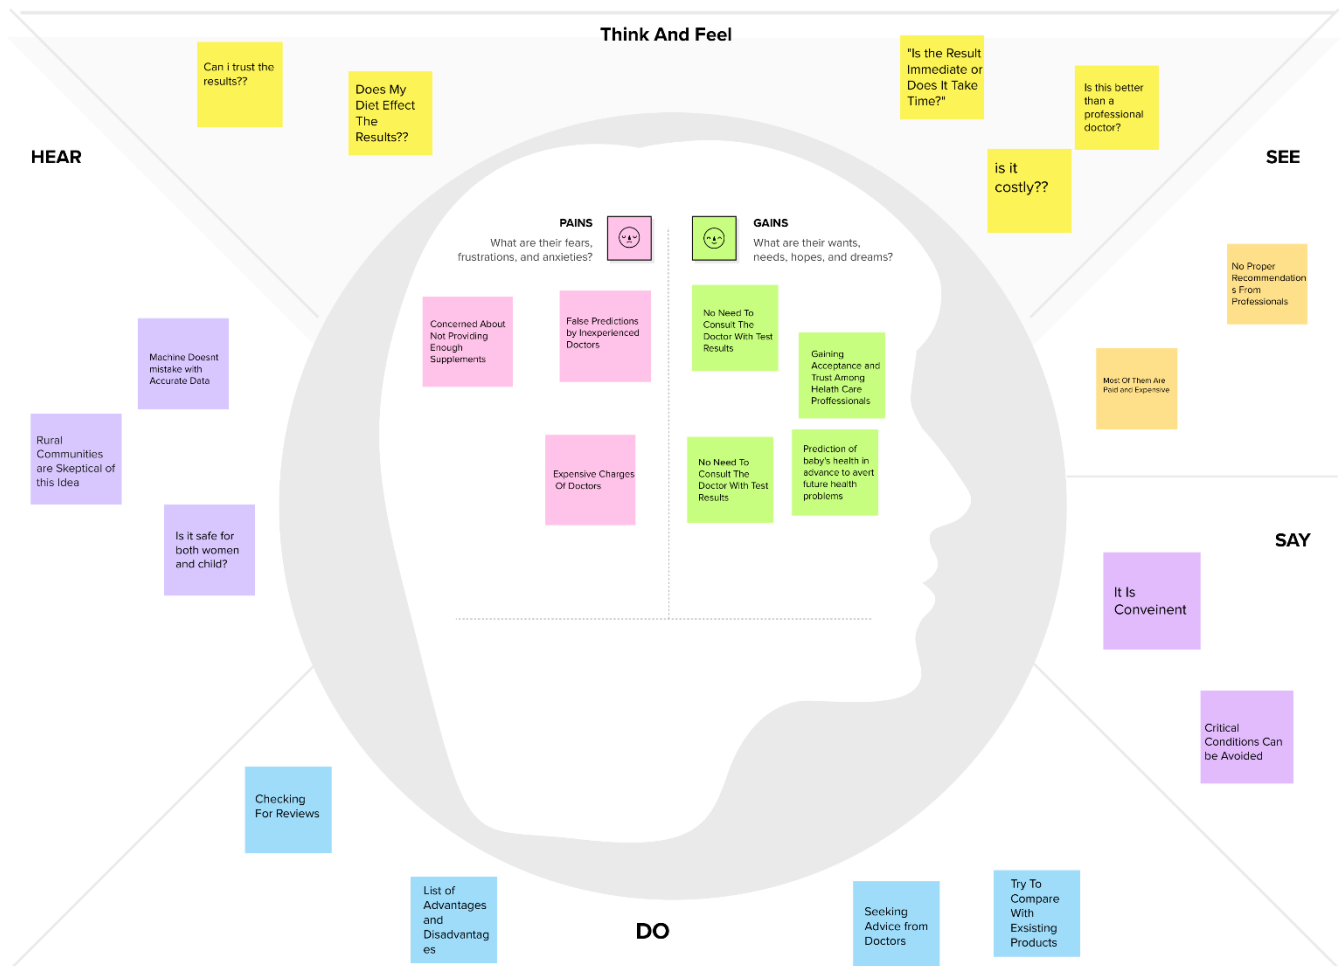 Think And Feel
Can i trust the
results??
Does My
Diet Effect
The
Results??
"Is the Result
Immediate or
Does It Take
Time?"
Is this better
than a
professional
doctor?
is it
costly??
HEAR
Machine Doesnt
mistake with
Accurate Data
Rural
Communities
are Skeptical of
this Idea
Is it safe for
both women
and child?
PAINS
What are their fears,
frustrations, and anxieties?
Concerned About
Not Providing
Enough
Supplements
False Predictions
by Inexperienced
Doctors
Expensive Charges
Of Doctors
GAINS
What are their wants,
needs, hopes, and dreams?
No Need To
Consult The
Doctor With Test
Results
Gaining
Acceptance and
Trust Among
Helath Care
Proffessionals
No Need To
Consult The
Doctor With Test
Results
Prediction of
baby's health in
advance to avert
future health
problems
SEE
No Proper
Recommendation
s From
Professionals
Most Of Them Are
Paid and Expensive
SAY
It Is
Conveinent
Critical
Conditions Can
be Avoided
DO
Checking
For Reviews
List of
Advantages
and
Disadvantag
es
Seeking
Advice from
Doctors
Try To
Compare
With
Exsisting
Products